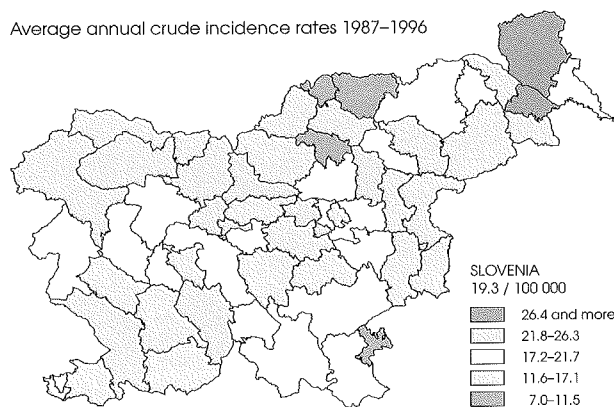 Average annual crude incidence rates 1987–1996
SLOVENIA
19.3 / 100 000
26.4 and more
21.8–26.3
17.2–21.7
11.6–17.1
7.0–11.5